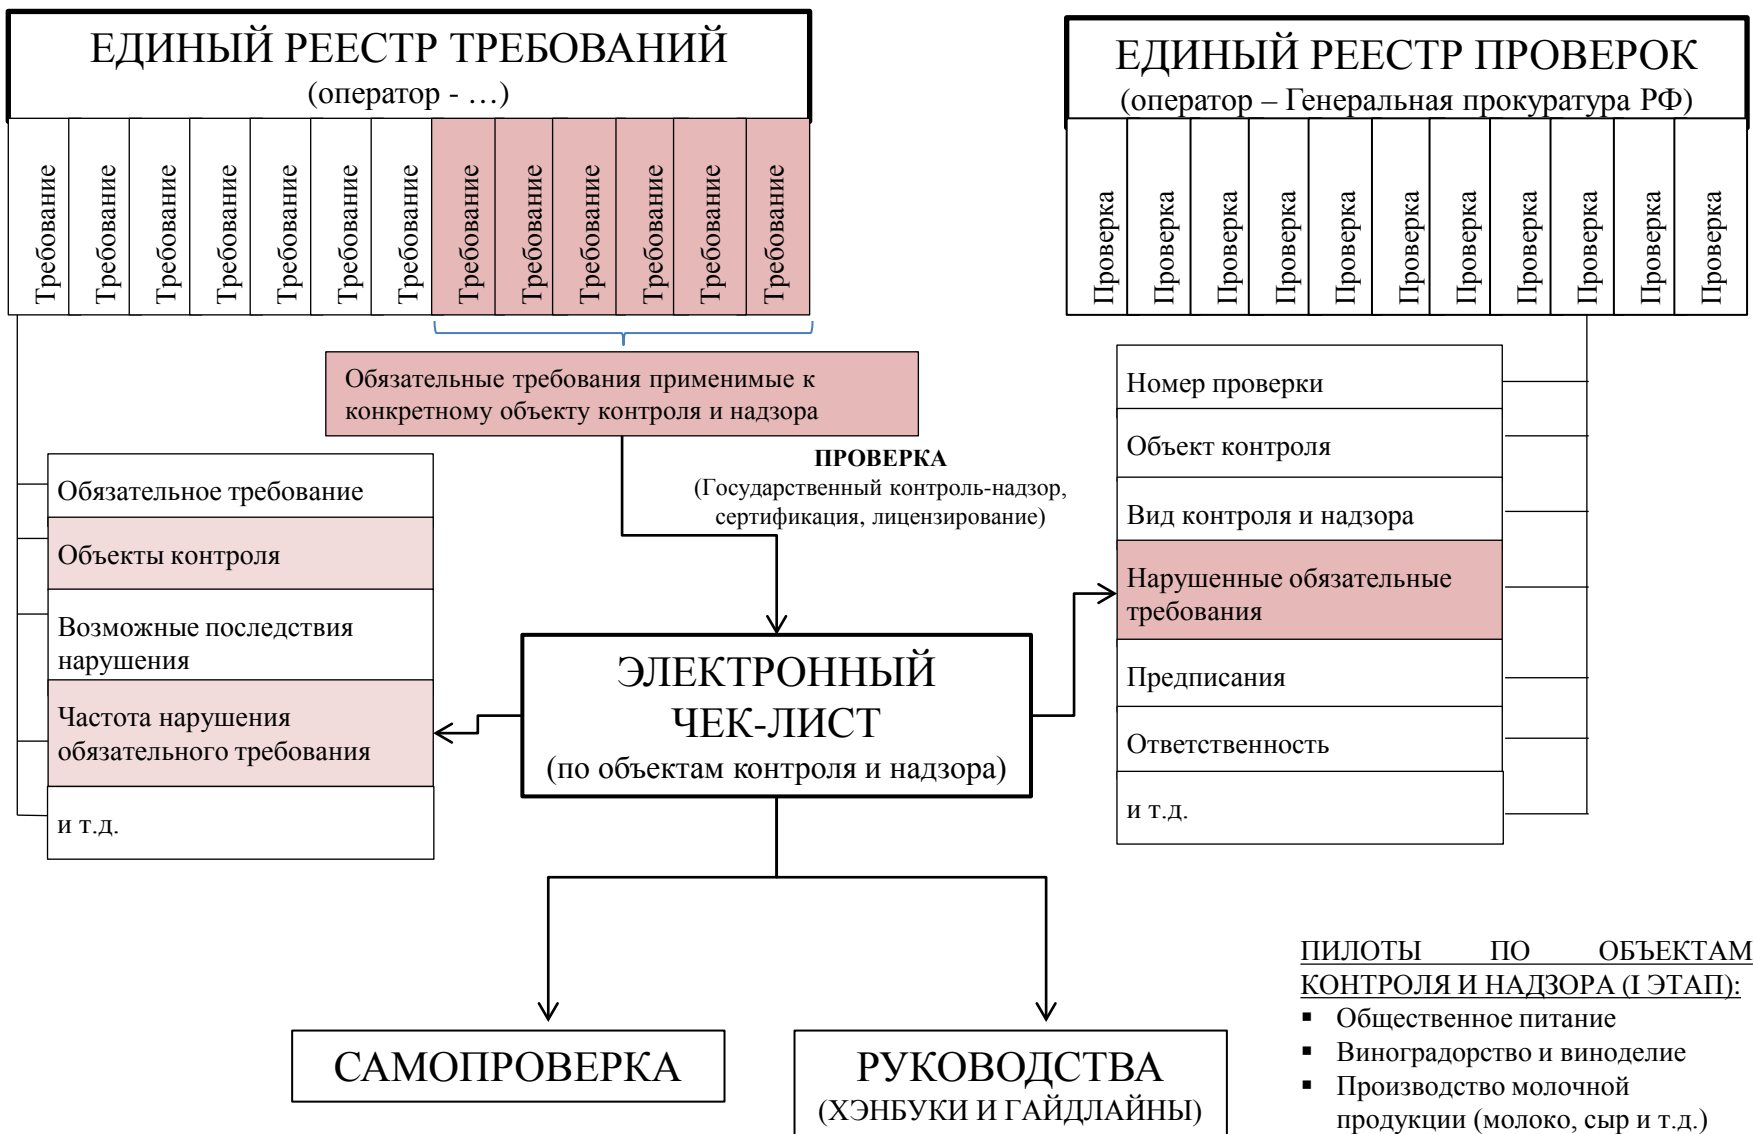 ЕДИНЫЙ РЕЕСТР ТРЕБОВАНИЙ
(оператор - …)
Требование
Требование
Требование
Требование
Требование
Требование
Требование
Требование
Требование
Требование
Требование
Требование
Требование
ЕДИНЫЙ РЕЕСТР ПРОВЕРОК
(оператор – Генеральная прокуратура РФ)
Проверка
Проверка
Проверка
Проверка
Проверка
Проверка
Проверка
Проверка
Проверка
Проверка
Проверка
Обязательные требования применимые к
конкретному объекту контроля и надзора
ПРОВЕРКА
(Государственный контроль-надзор,
сертификация, лицензирование)
Обязательное требование
Объекты контроля
Возможные последствия
нарушения
Частота нарушения
обязательного требования
и т.д.
ЭЛЕКТРОННЫЙ
ЧЕК-ЛИСТ
(по объектам контроля и надзора)
Номер проверки
Объект контроля
Вид контроля и надзора
Нарушенные обязательные
требования
Предписания
Ответственность
и т.д.
САМОПРОВЕРКА
РУКОВОДСТВА
(ХЭНБУКИ И ГАЙДЛАЙНЫ)
ПИЛОТЫ ПО ОБЪЕКТАМ
КОНТРОЛЯ И НАДЗОРА (I ЭТАП):
▪ Общественное питание
▪ Виноградорство и виноделие
▪ Производство молочной
продукции (молоко, сыр и т.д.)